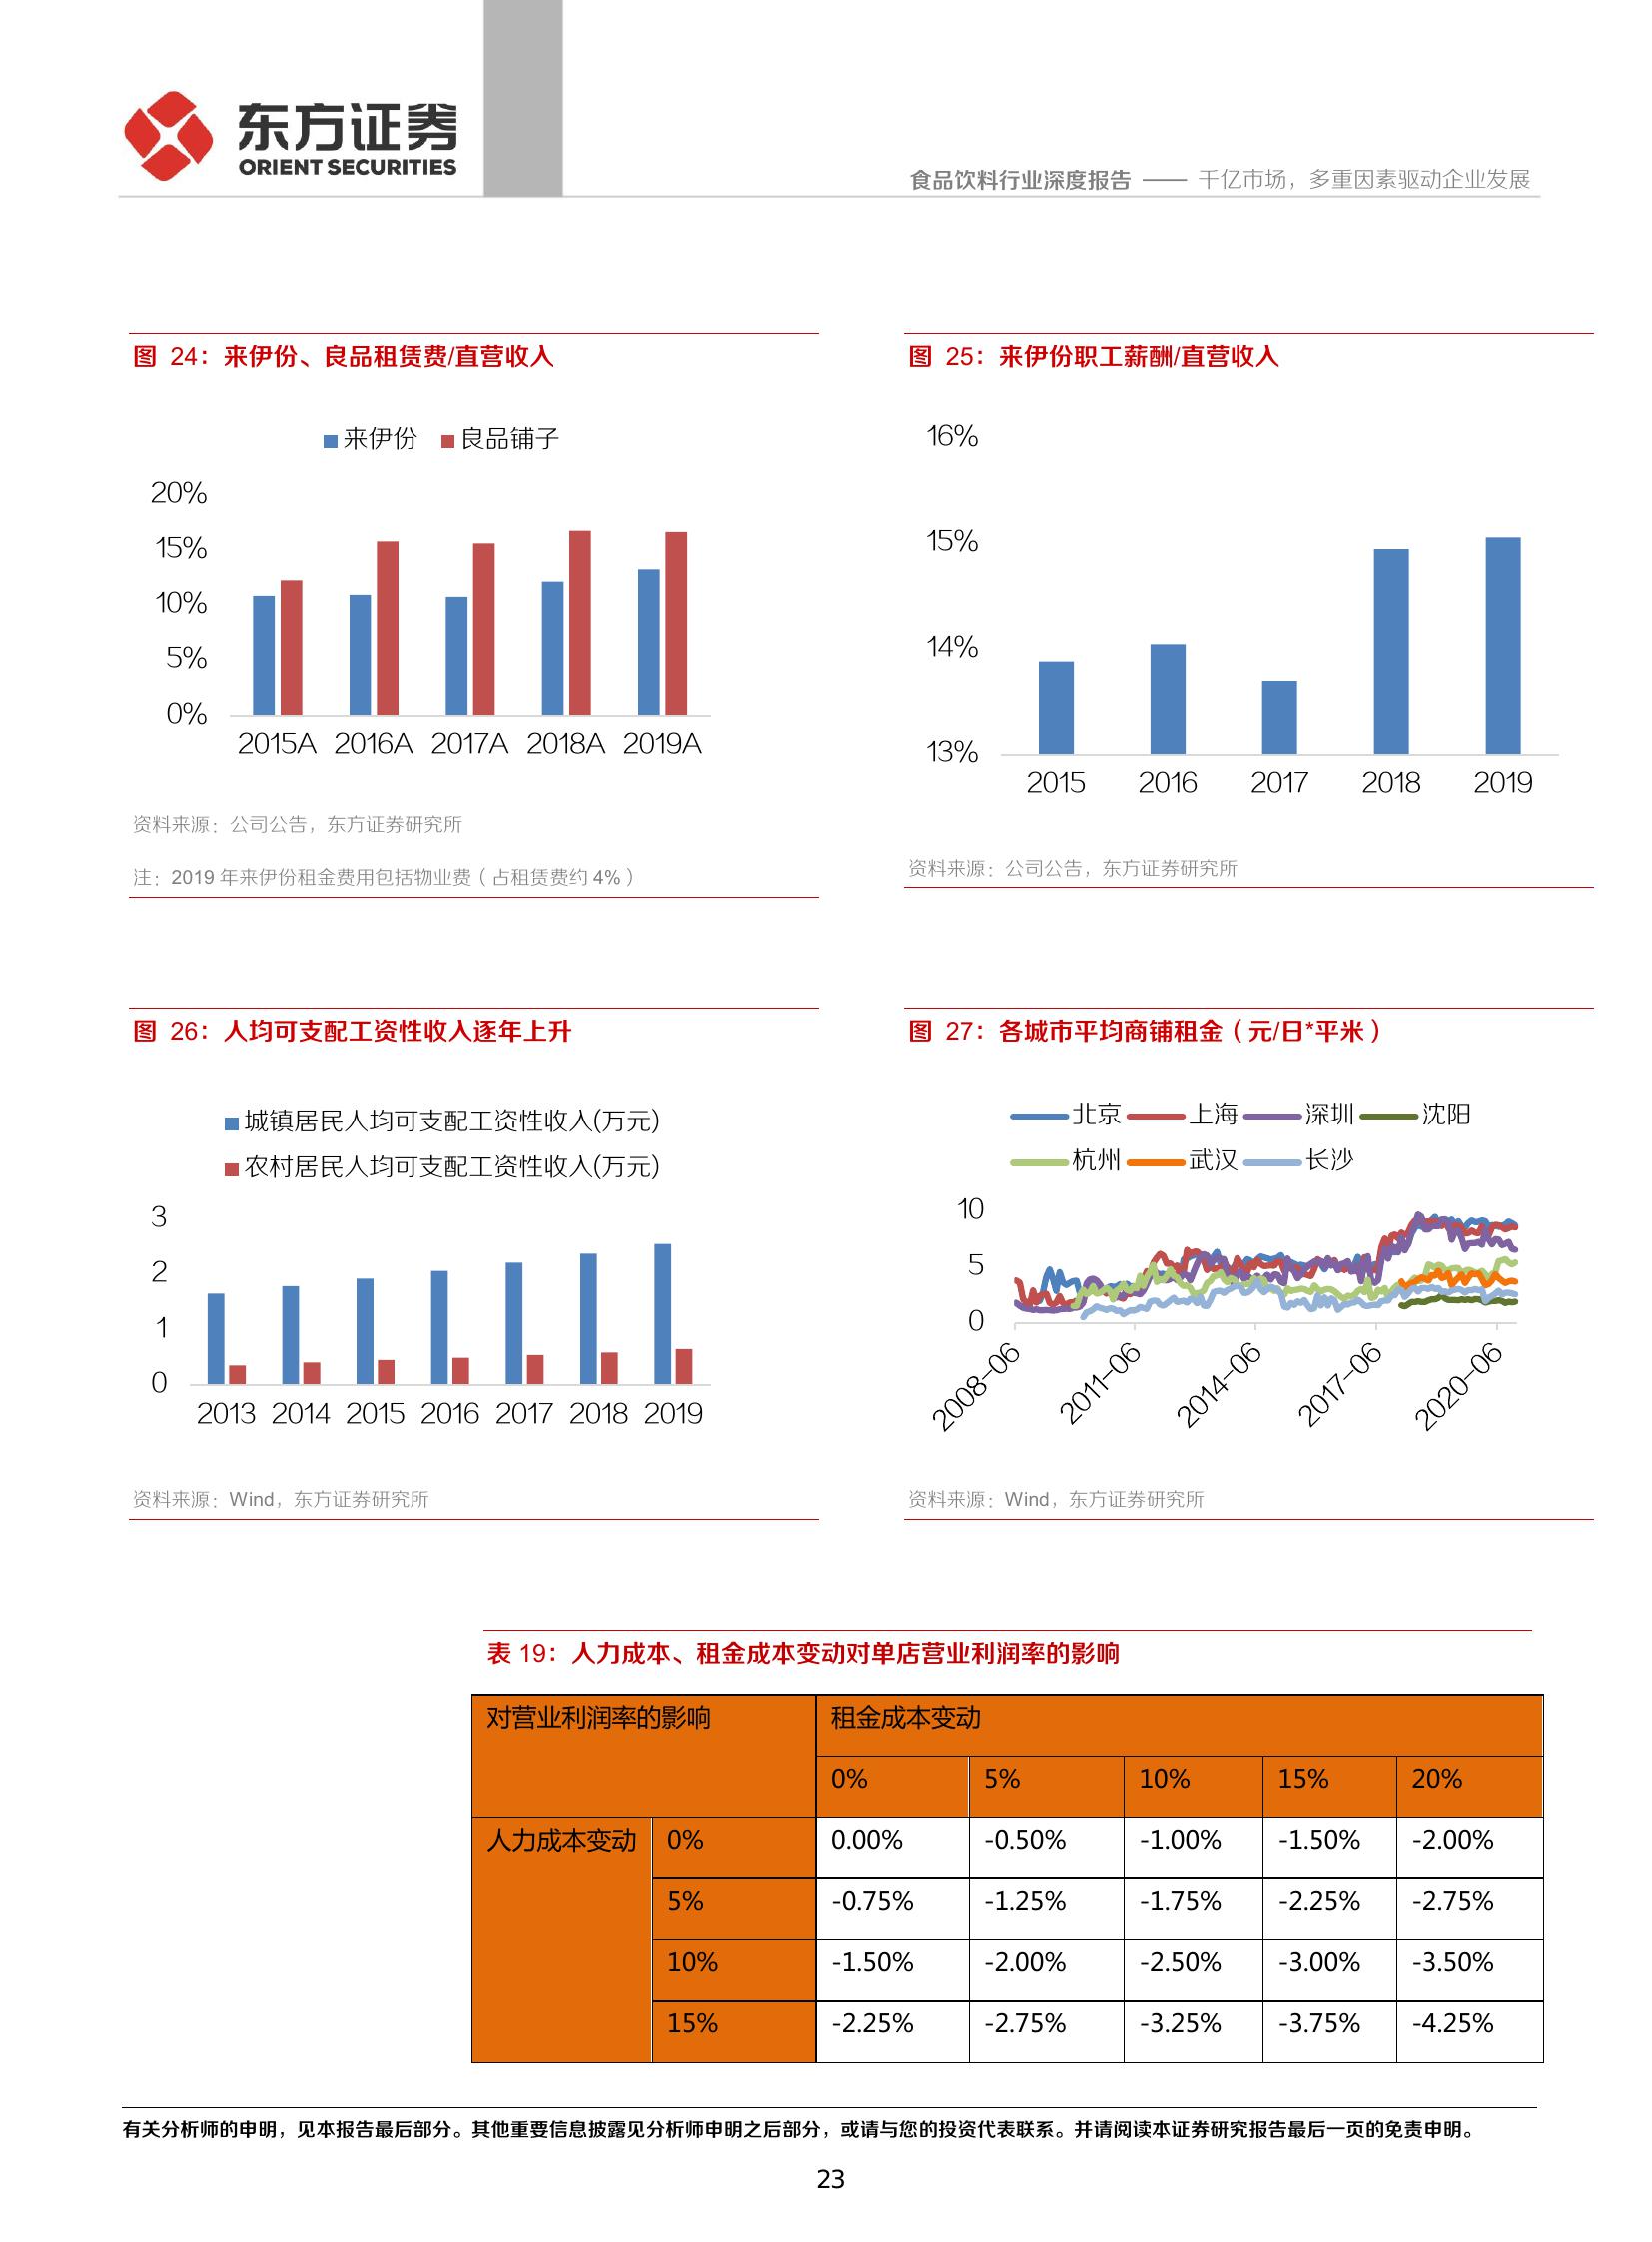 东方证券
ORIENT SECURITIES
食品饮料行业深度报告 —— 千亿市场，多重因素驱动企业发展
图 24：来伊份、良品租赁费/直营收入
来伊份 良品铺子
20%
15%
10%
5%
0%
2015A 2016A 2017A 2018A 2019A
资料来源：公司公告，东方证券研究所
注：2019 年来伊份租金费用包括物业费（占租赁费约 4%）
图 25：来伊份职工薪酬/直营收入
16%
15%
14%
13%
2015 2016 2017 2018 2019
资料来源：公司公告，东方证券研究所
图 26：人均可支配工资性收入逐年上升
城镇居民人均可支配工资性收入(万元)
农村居民人均可支配工资性收入(万元)
3
2
1
0
2013 2014 2015 2016 2017 2018 2019
资料来源：Wind，东方证券研究所
图 27：各城市平均商铺租金（元/日*平米）
北京 上海 深圳 沈阳
杭州 武汉 长沙
10
5
0
2008-06 2011-06 2014-06 2017-06 2020-06
资料来源：Wind，东方证券研究所
表 19：人力成本、租金成本变动对单店营业利润率的影响
对营业利润率的影响 租金成本变动
0% 5% 10% 15% 20%
人力成本变动 0% 0.00% -0.50% -1.00% -1.50% -2.00%
5% -0.75% -1.25% -1.75% -2.25% -2.75%
10% -1.50% -2.00% -2.50% -3.00% -3.50%
15% -2.25% -2.75% -3.25% -3.75% -4.25%
有关分析师的申明，见本报告最后部分。其他重要信息披露见分析师申明之后部分，或请与您的投资代表联系。并请阅读本证券研究报告最后一页的免责申明。
23